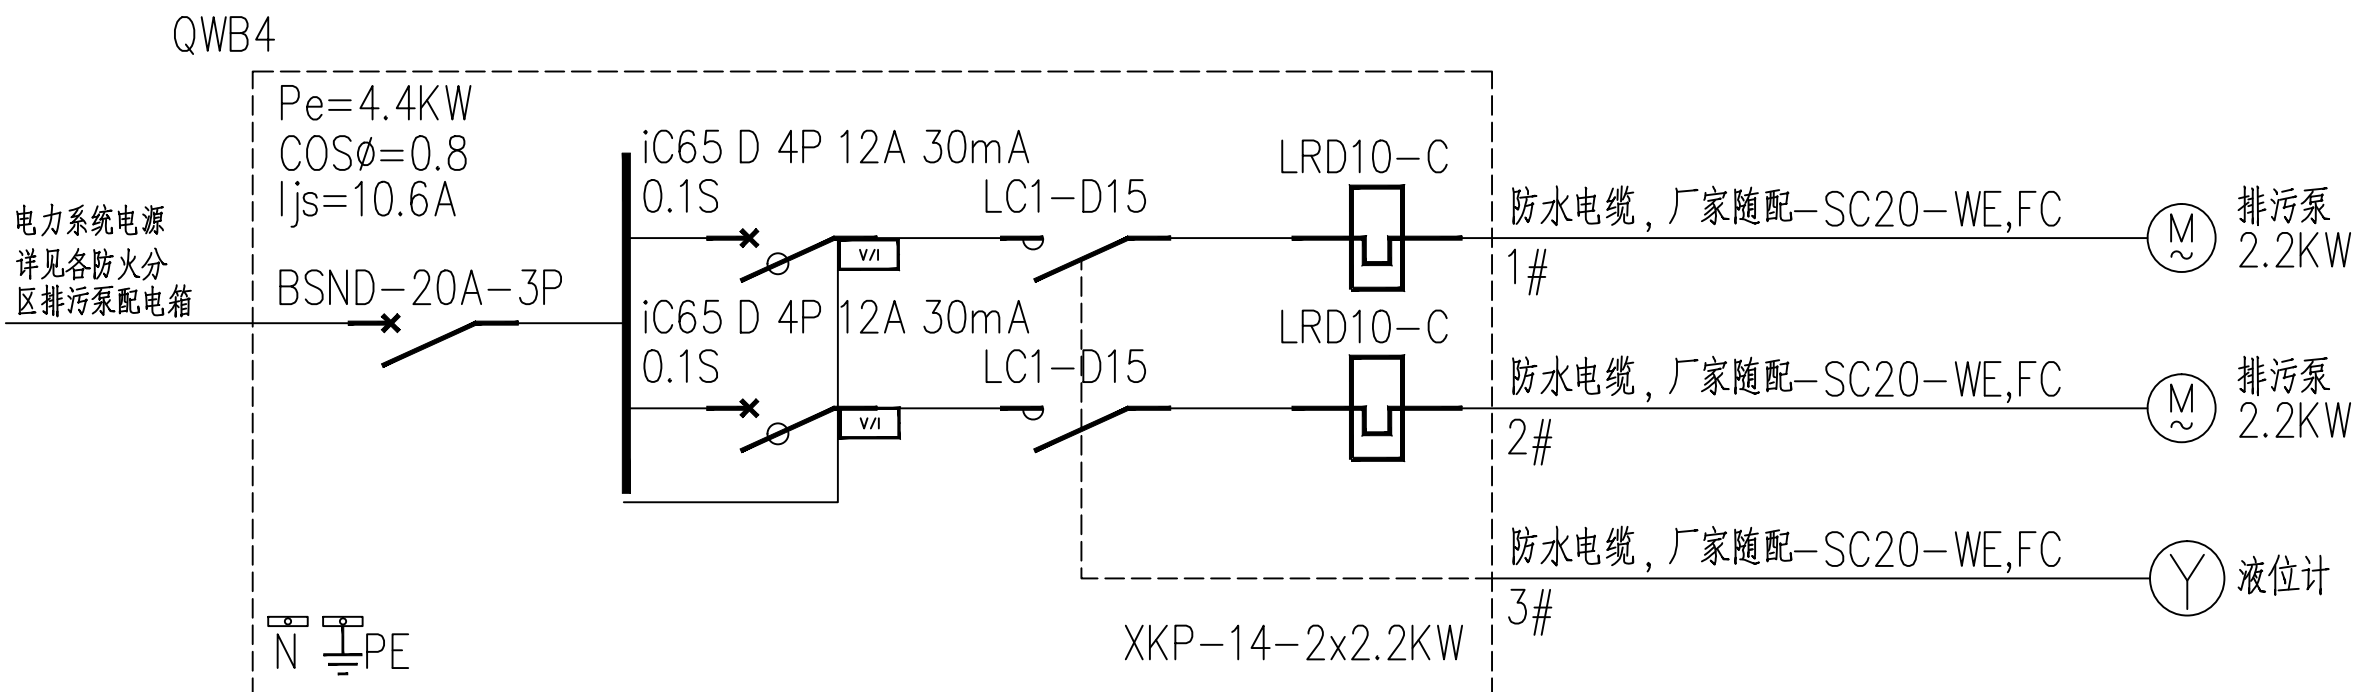 QWB4
Pe=4.4KW
COSø=0.8
Ijs=10.6A
电力系统电源
详见各防火分
区排污泵配电箱
BSND-20A-3P
iC65 D 4P 12A 30mA
0.1S
LC1-D15
LRD10-C
V/I
防水电缆，厂家随配-SC20-WE,FC
1#
M
~
排污泵
2.2KW
iC65 D 4P 12A 30mA
0.1S
LC1-D15
LRD10-C
V/I
防水电缆，厂家随配-SC20-WE,FC
2#
M
~
排污泵
2.2KW
防水电缆，厂家随配-SC20-WE,FC
3#
Y
液位计
N
PE
XKP-14-2x2.2KW